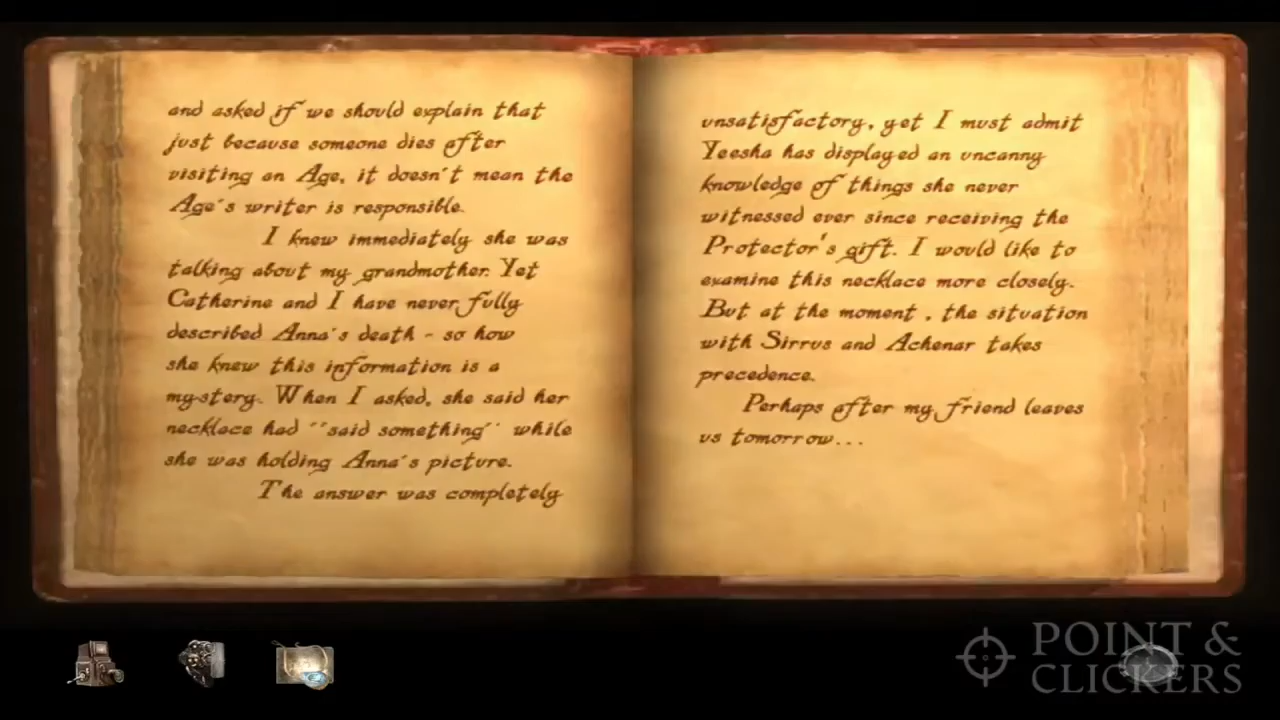 and asked if we should explain that
just because someone dies after
visiting an Age, it doesn't mean the
Age's writer is responsible.
I knew immediately she was
talking about my grandmother. Yet
Catherine and I have never fully
described Anna's death - so how
she knew this information is a
mystery. When I asked, she said her
necklace had "said something" while
she was holding Anna's picture.
The answer was completely
unsatisfactory, yet I must admit
Yeesha has displayed an uncanny
knowledge of things she never
witnessed ever since receiving the
Protector's gift. I would like to
examine this necklace more closely.
But at the moment , the situation
with Sirrus and Achenar takes
precedence.
Perhaps after my friend leaves
us tomorrow...
POINT &
CLICKERS